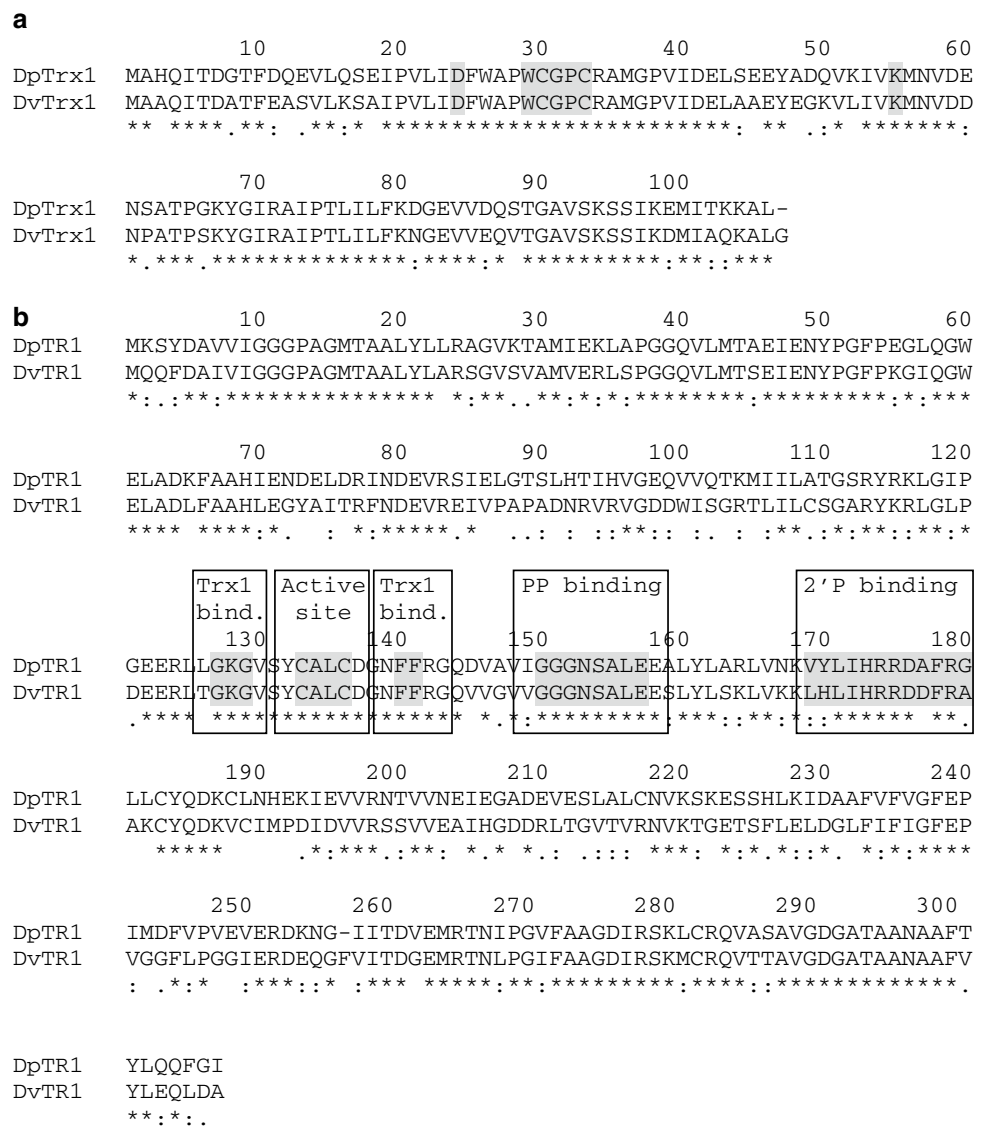 a
10 20 30 40 50 60
DpTrx1 MAHQITDGTFDQEVLQSEIPVLIDFWAPWCGPCRAMGPVIDELSEEYADQVKIVKMNVDE
DvTrx1 MAAQITDATFEASVLKSAIPVLIDFWAPWCGPCRAMGPVIDELAAEYEGKVLIVKMNVDD
** ****.**: .**:* *************************: ** .:* *******:
70 80 90 100
DpTrx1 NSATPGKYGIRAIPTLILFKDGEVVDQSTGAVSKSSIKEMITKKAL-
DvTrx1 NPATPSKYGIRAIPTLILFKNGEVVEQVTGAVSKSSIKDMIAQKALG
*.***.**************:****:* **********:**::***
b
10 20 30 40 50 60
DpTR1 MKSYDAVVIGGGPAGMTAALYLLRAGVKTAMIEKLAPGGQVLMTAEIENYPGFPEGLQGW
DvTR1 MQQFDAIVIGGGPAGMTAALYLARSGVSVAMVERLSPGGQVLMTSEIENYPGFPKGIQGW
*:.:**:*************** *:**..**:*:*:********:*********:*:***
70 80 90 100 110 120
DpTR1 ELADKFAAHIENDELDRINDEVRSIELGTSLHTIHVGEQVVQTKMIILATGSRYRKLGIP
DvTR1 ELADLFAAHLEGYAITRFNDEVREIVPAPADNRVRVGDDWISGRTLILCSGARYKRLGLP
**** ****:*. : *:*****.* ..: : ::**:: :. : :**.:*:**::**:*
Trx1 Active Trx1 PP binding 2'P binding
bind. site bind.
130 140 150 160 170 180
DpTR1 GEERLLGKGVSYCALCDGNFFRGQDVAVIGGGNSALEEALYLARLVNKVYLIHRRDAFRG
DvTR1 DEERLTGKGVSYCALCDGNFFRGQVVGVVGGGNSALEESLYLSKLVKKLHLIHRRDDFRA
.**** ****************** *.*:*********:***::**:*::****** **.
190 200 210 220 230 240
DpTR1 LLCYQDKCLNHEKIEVVRNTVVNEIEGADEVESLALCNVKSKESSHLKIDAAFVFVGFEP
DvTR1 AKCYQDKVCIMPDIDVVRSSVVEAIHGDDRLTGVTVRNVKTGETSFLELDGLFIFIGFEP
***** .*:***.:**: *.* *.: .::: ***: *:*.*::*. *:*:****
250 260 270 280 290 300
DpTR1 IMDFVPVEVERDKNG-IITDVEMRTNIPGVFAAGDIRSKLCRQVASAVGDGATAANAAFT
DvTR1 VGGFLPGGIERDEQGFVITDGEMRTNLPGIFAAGDIRSKMCRQVTTAVGDGATAANAAFV
: .*:* :***::* :*** *****:**:*********:****::*************.
DpTR1 YLQQFGI
DvTR1 YLEQLDA
**:*:.